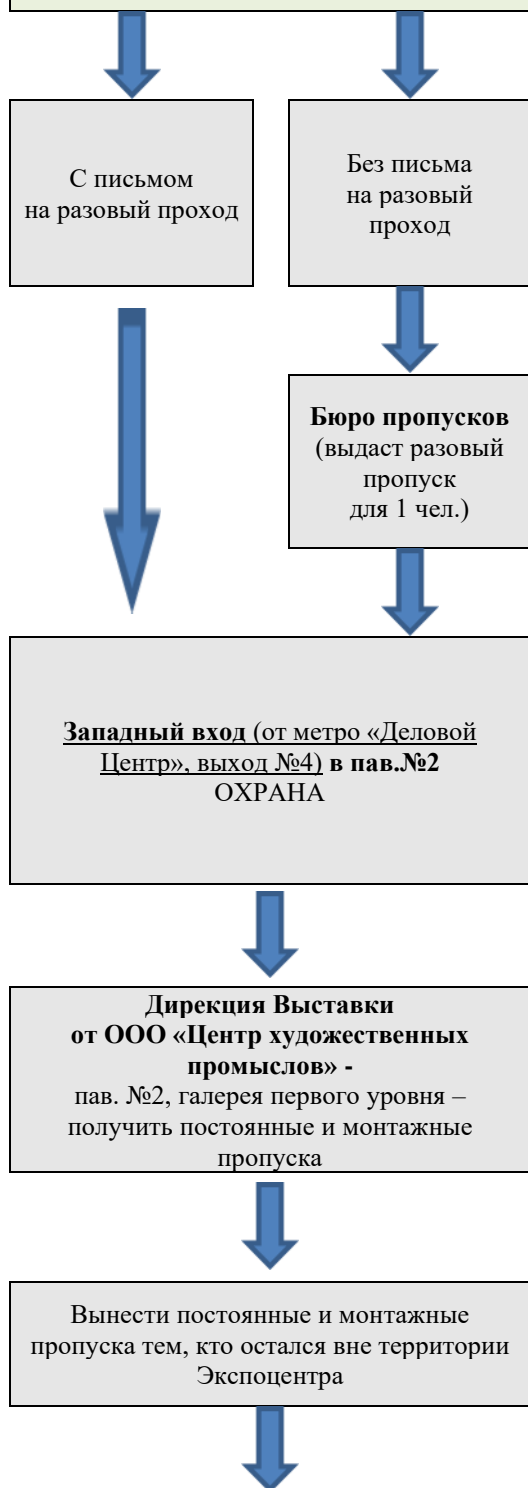 С письмом
на разовый проход
Без письма
на разовый
проход
Бюро пропусков
(выдаст разовый
пропуск
для 1 чел.)
Западный вход (от метро «Деловой
Центр», выход №4) в пав.№2
ОХРАНА
Дирекция Выставки
от ООО «Центр художественных
промыслов» -
пав. №2, галерея первого уровня –
получить постоянные и монтажные
пропуска
Вынести постоянные и монтажные
пропуска тем, кто остался вне территории
Экспоцентра